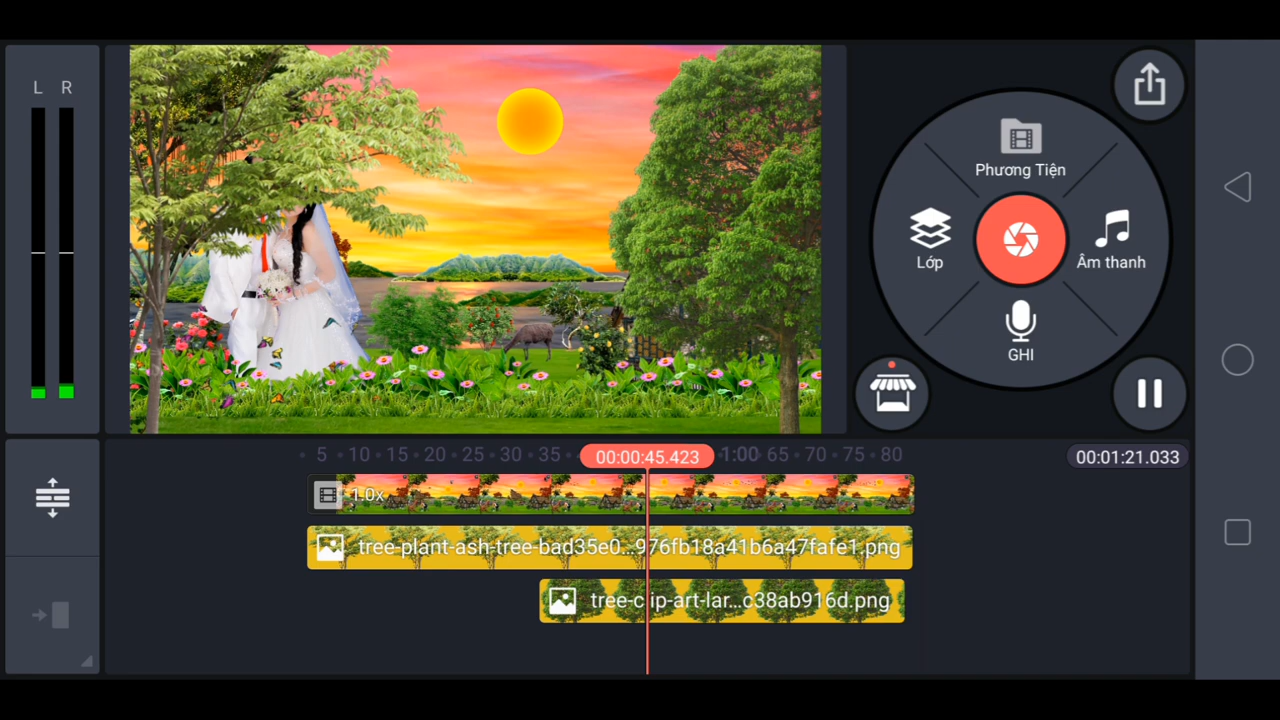 L R
Phương Tiện
Lớp
Âm thanh
GHI
5 10 15 20 25 30 35 00:00:45.423 1:00 65 70 75 80 00:01:21.033
1.0x
tree-plant-ash-tree-bad35e0...976fb18a41b6a47fafe1.png
tree-clip-art-lar...c38ab916d.png